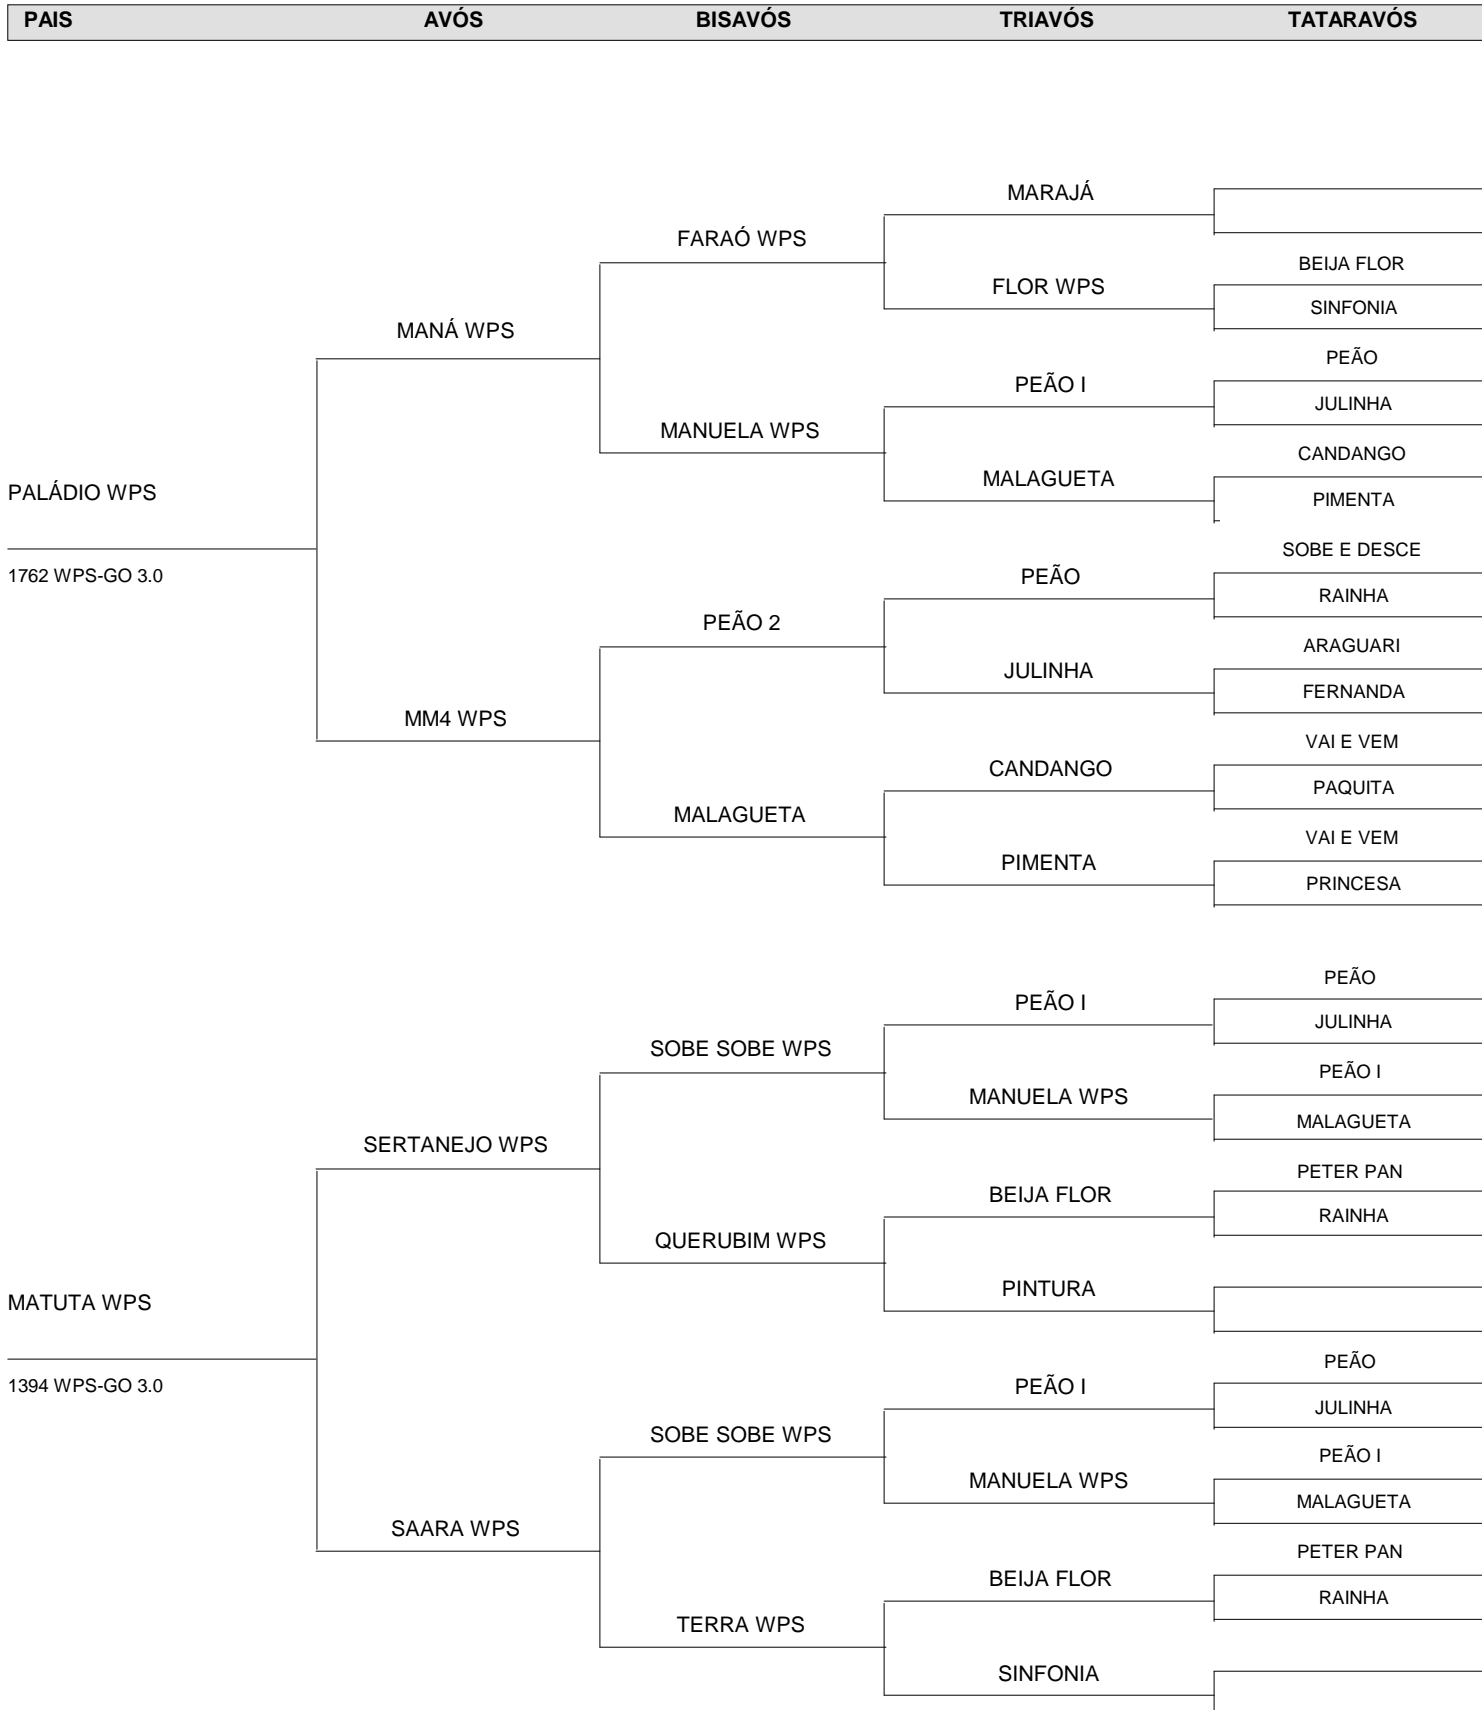 PAIS AVÓS BISAVÓS TRIAVÓS TATARAVÓS
MARAJÁ
FARAÓ WPS
BEIJA FLOR
FLOR WPS
SINFONIA
MANÁ WPS
PEÃO
PEÃO I
JULINHA
MANUELA WPS
CANDANGO
MALAGUETA
PALÁDIO WPS
PIMENTA
SOBE E DESCE
1762 WPS-GO 3.0
PEÃO
RAINHA
PEÃO 2
ARAGUARI
JULINHA
FERNANDA
MM4 WPS
VAI E VEM
CANDANGO
PAQUITA
MALAGUETA
VAI E VEM
PIMENTA
PRINCESA
PEÃO
PEÃO I
JULINHA
SOBE SOBE WPS
PEÃO I
MANUELA WPS
MALAGUETA
SERTANEJO WPS
PETER PAN
BEIJA FLOR
RAINHA
QUERUBIM WPS
PINTURA
MATUTA WPS
PEÃO
1394 WPS-GO 3.0
PEÃO I
JULINHA
SOBE SOBE WPS
PEÃO I
MANUELA WPS
MALAGUETA
SAARA WPS
PETER PAN
BEIJA FLOR
RAINHA
TERRA WPS
SINFONIA